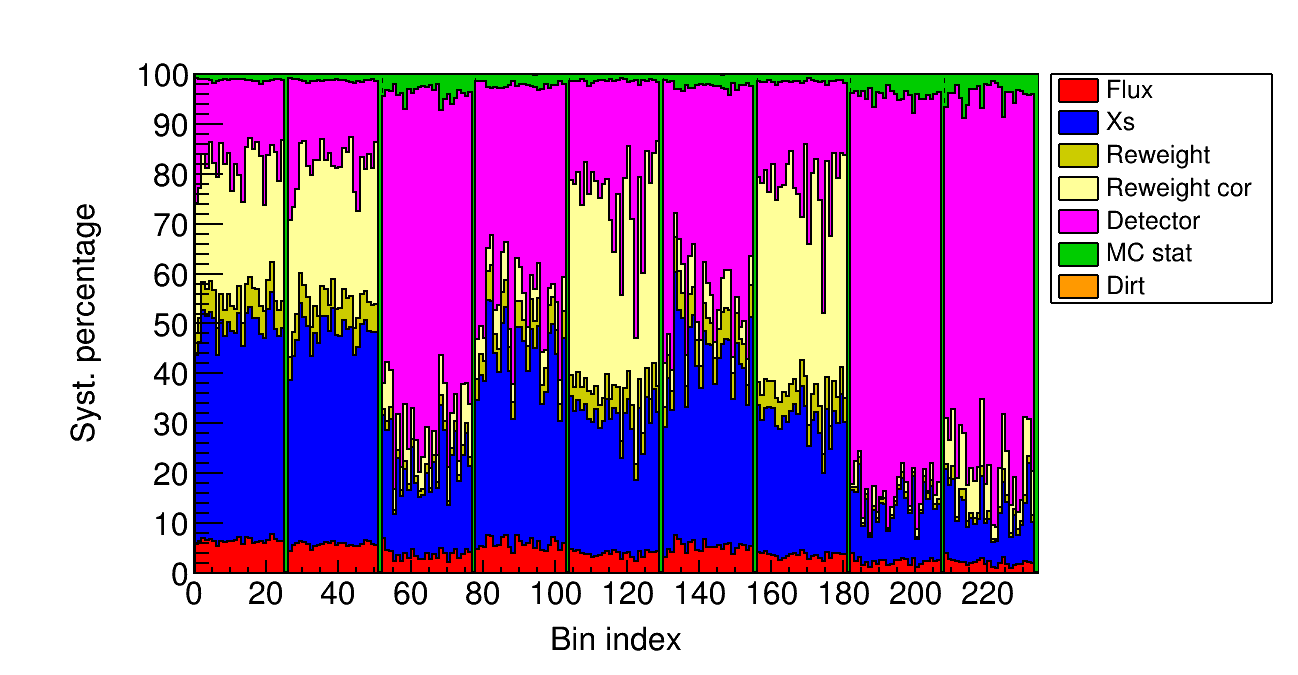 100
90
80
70
60
50
40
30
20
10
0
Syst. percentage
0 20 40 60 80 100 120 140 160 180 200 220
Bin index
Flux
Xs
Reweight
Reweight cor
Detector
MC stat
Dirt